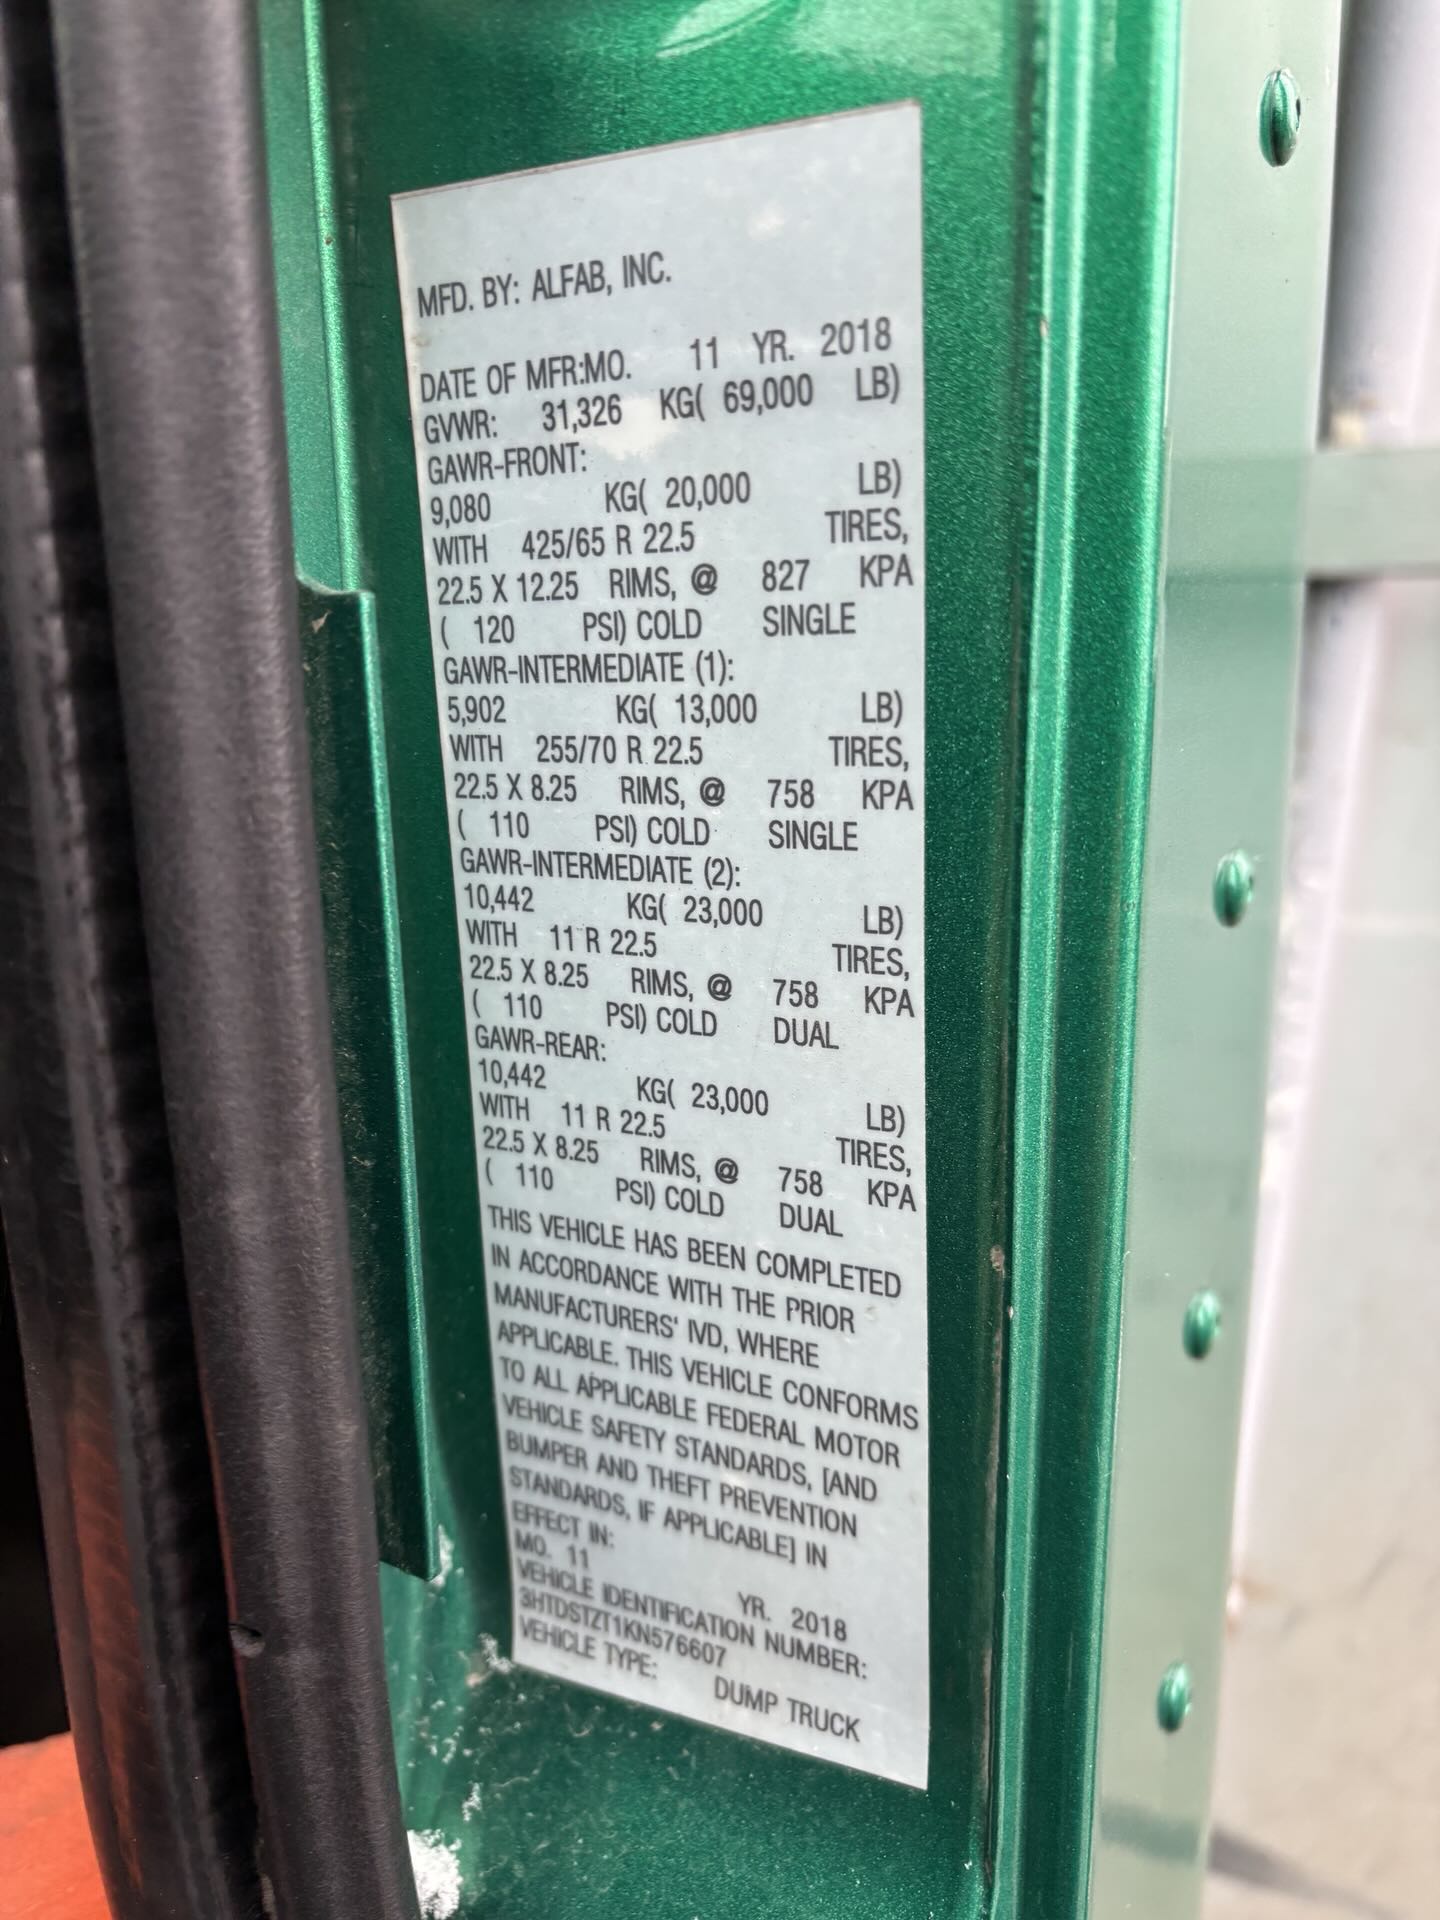 MFD. BY: ALFAB, INC.
DATE OF MFR:MO. 11 YR. 2018
GVWR: 31,326 KG( 69,000 LB)
GAWR-FRONT:
9,080 KG( 20,000 LB)
WITH 425/65 R 22.5 TIRES,
22.5 X 12.25 RIMS, @ 827 KPA
( 120 PSI) COLD SINGLE
GAWR-INTERMEDIATE (1):
5,902 KG( 13,000 LB)
WITH 255/70 R 22.5 TIRES,
22.5 X 8.25 RIMS, @ 758 KPA
( 110 PSI) COLD SINGLE
GAWR-INTERMEDIATE (2):
10,442 KG( 23,000 LB)
WITH 11 R 22.5 TIRES,
22.5 X 8.25 RIMS, @ 758 KPA
( 110 PSI) COLD DUAL
GAWR-REAR:
10,442 KG( 23,000 LB)
WITH 11 R 22.5 TIRES,
22.5 X 8.25 RIMS, @ 758 KPA
( 110 PSI) COLD DUAL
THIS VEHICLE HAS BEEN COMPLETED
IN ACCORDANCE WITH THE PRIOR
MANUFACTURERS' IVD, WHERE
APPLICABLE. THIS VEHICLE CONFORMS
TO ALL APPLICABLE FEDERAL MOTOR
VEHICLE SAFETY STANDARDS, [AND
BUMPER AND THEFT PREVENTION
STANDARDS, IF APPLICABLE] IN
EFFECT IN:
MO. 11 YR. 2018
VEHICLE IDENTIFICATION NUMBER:
3HTDSTZT1KN576607
VEHICLE TYPE: DUMP TRUCK